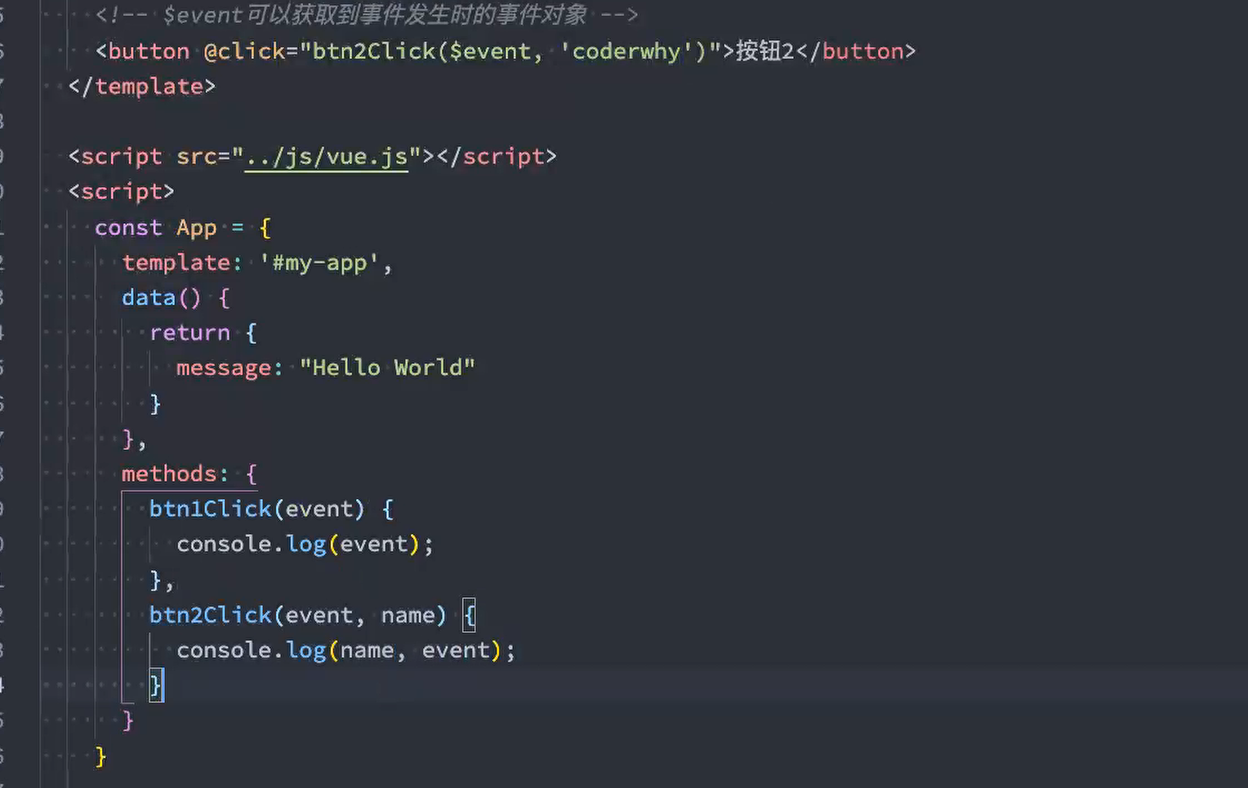 <!-- $event可以获取到事件发生时的事件对象 -->
<button @click="btn2Click($event, 'coderwhy')">按钮2</button>
</template>
<script src="../js/vue.js"></script>
<script>
const App = {
template: '#my-app',
data() {
return {
message: "Hello World"
}
},
methods: {
btn1Click(event) {
console.log(event);
},
btn2Click(event, name) {
console.log(name, event);
}
}
}